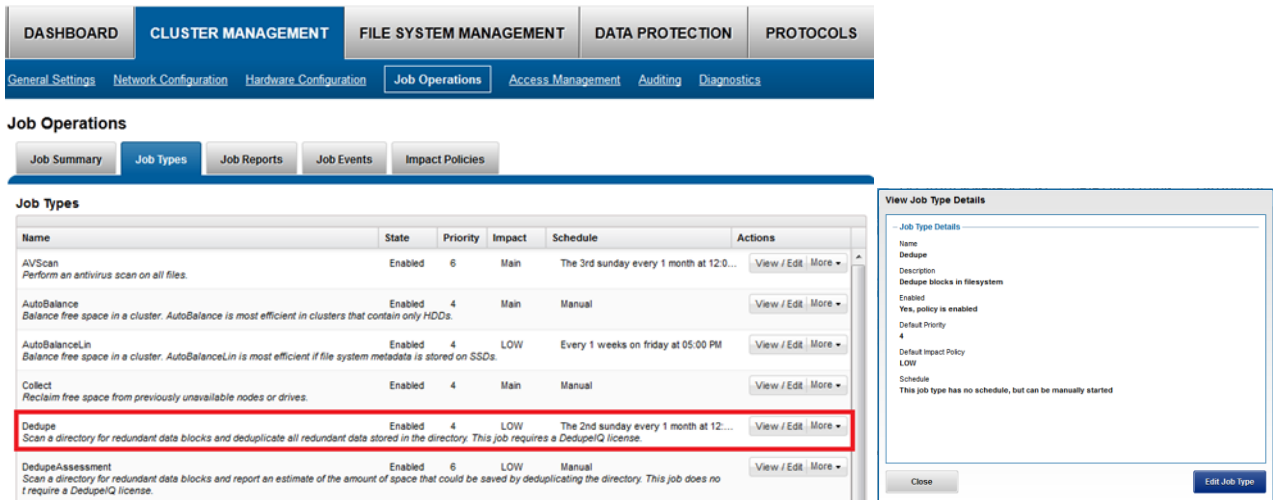 DASHBOARD CLUSTER MANAGEMENT FILE SYSTEM MANAGEMENT DATA PROTECTION PROTOCOLS
General Settings Network Configuration Hardware Configuration Job Operations Access Management Auditing Diagnostics
Job Operations
Job Summary Job Types Job Reports Job Events Impact Policies
Job Types
Name State Priority Impact Schedule Actions
AVScan Enabled 6 Main The 3rd sunday every 1 month at 12:0... View / Edit More
Perform an antivirus scan on all files.
AutoBalance Enabled 4 Main Manual View / Edit More
Balance free space in a cluster. AutoBalance is most efficient in clusters that contain only HDDs.
AutoBalanceLin Enabled 4 LOW Every 1 weeks on friday at 05:00 PM View / Edit More
Balance free space in a cluster. AutoBalanceLin is most efficient if file system metadata is stored on SSDs.
Collect Enabled 4 Main Manual View / Edit More
Reclaim free space from previously unavailable nodes or drives.
Dedupe Enabled 4 LOW The 2nd sunday every 1 month at 12:... View / Edit More
Scan a directory for redundant data blocks and deduplicate all redundant data stored in the directory. This job requires a DedupeIQ license.
DedupeAssessment Enabled 6 LOW Manual View / Edit More
Scan a directory for redundant data blocks and report an estimate of the amount of space that could be saved by deduplicating the directory. This job does no
t require a DedupeIQ license.
View Job Type Details
Job Type Details
Name
Dedupe
Description
Dedupe blocks in filesystem
Enabled
Yes, policy is enabled
Default Priority
4
Default Impact Policy
LOW
Schedule
This job type has no schedule, but can be manually started
Close Edit Job Type